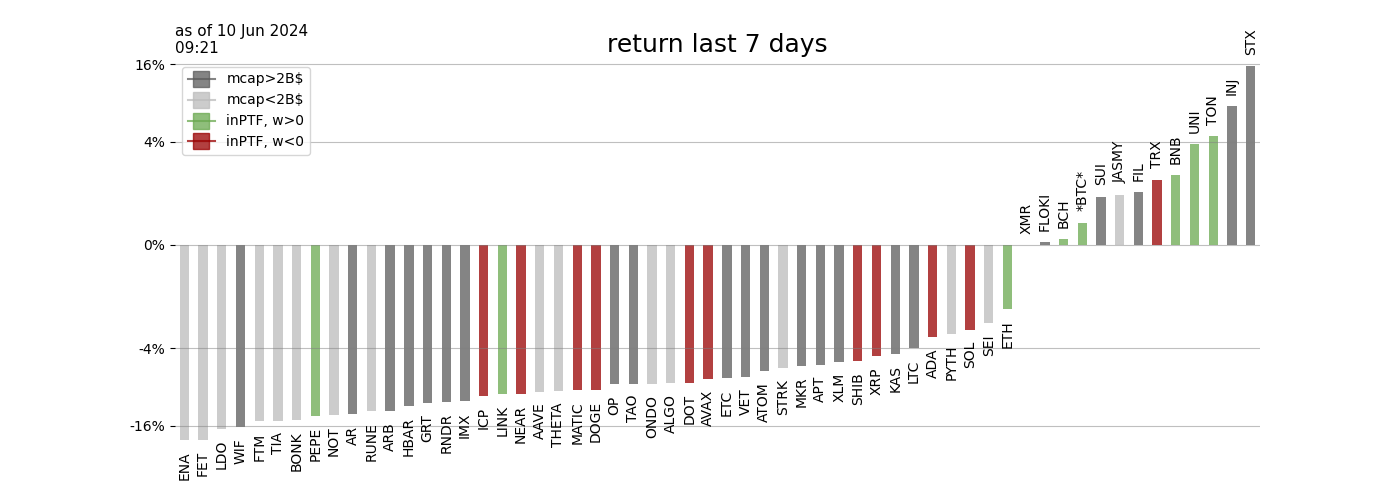 as of 10 Jun 2024
09:21
return last 7 days
16%
4%
0%
-4%
-16%
mcap>2B$
mcap<2B$
inPTF, w>0
inPTF, w<0
ENA
FET
LDO
WIF
FTM
TIA
BONK
PEPE
NOT
AR
RUNE
ARB
HBAR
GRT
RNDR
IMX
ICP
LINK
NEAR
AAVE
THETA
MATIC
DOGE
OP
TAO
ONDO
ALGO
DOT
AVAX
ETC
VET
ATOM
STRK
MKR
APT
XLM
SHIB
XRP
KAS
LTC
ADA
PYTH
SOL
SEI
ETH
XMR
FLOKI
BCH
*BTC*
SUI
JASMY
FIL
TRX
BNB
UNI
TON
INJ
STX